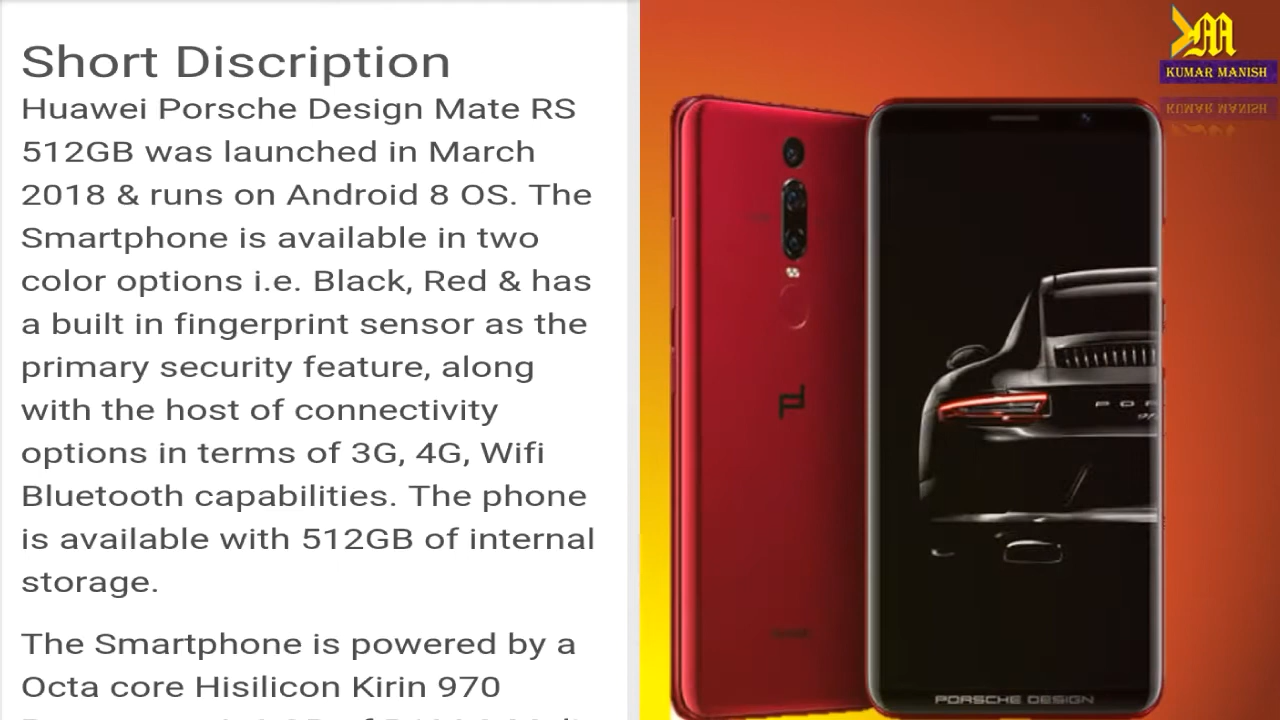 Short Discription
Huawei Porsche Design Mate RS
512GB was launched in March
2018 & runs on Android 8 OS. The
Smartphone is available in two
color options i.e. Black, Red & has
a built in fingerprint sensor as the
primary security feature, along
with the host of connectivity
options in terms of 3G, 4G, Wifi
Bluetooth capabilities. The phone
is available with 512GB of internal
storage.
The Smartphone is powered by a
Octa core Hisilicon Kirin 970
KUMAR MANISH
PORSCHE DESIGN